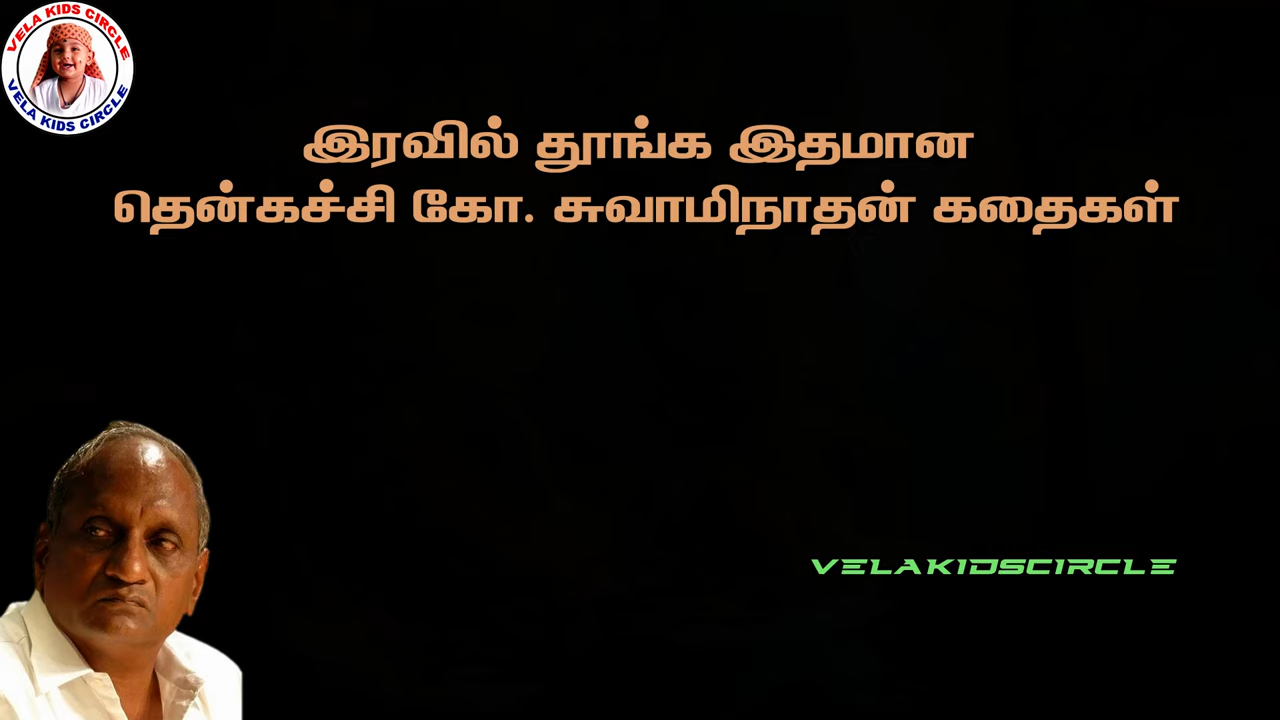 VELA KIDS CIRCLE
VELA KIDS CIRCLE
இரவில் தூங்க இதமான
தென்கச்சி கோ. சுவாமிநாதன் கதைகள்
VELAKIDSCIRCLE